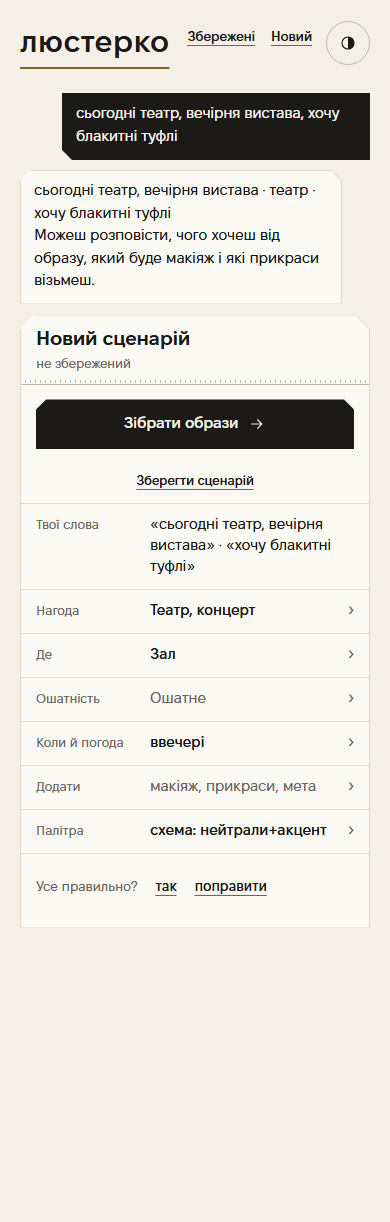 люстерко
Збережені
Новий
сьогодні театр, вечірня вистава, хочу
блакитні туфлі
сьогодні театр, вечірня вистава · театр ·
хочу блакитні туфлі
Можеш розповісти, чого хочеш від
образу, який буде макіяж і які прикраси
візьмеш.
Новий сценарій
не збережений
Зібрати образи →
Зберегти сценарій
Твої слова
«сьогодні театр, вечірня
вистава» · «хочу блакитні
туфлі»
Нагода
Театр, концерт
Де
Зал
Ошатність
Ошатне
Коли й погода
ввечері
Додати
макіяж, прикраси, мета
Палітра
схема: нейтрали+акцент
Усе правильно? так поправити